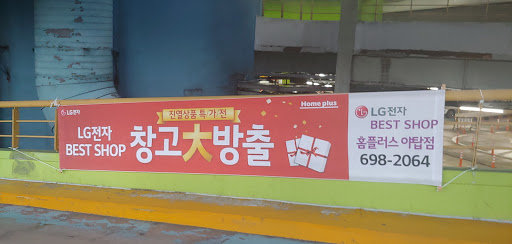 LG전자
LG전자
BEST SHOP
진열상품 특가전
창고大방출
Home plus
LG전자
BEST SHOP
홈플러스 야탑점
698-2064